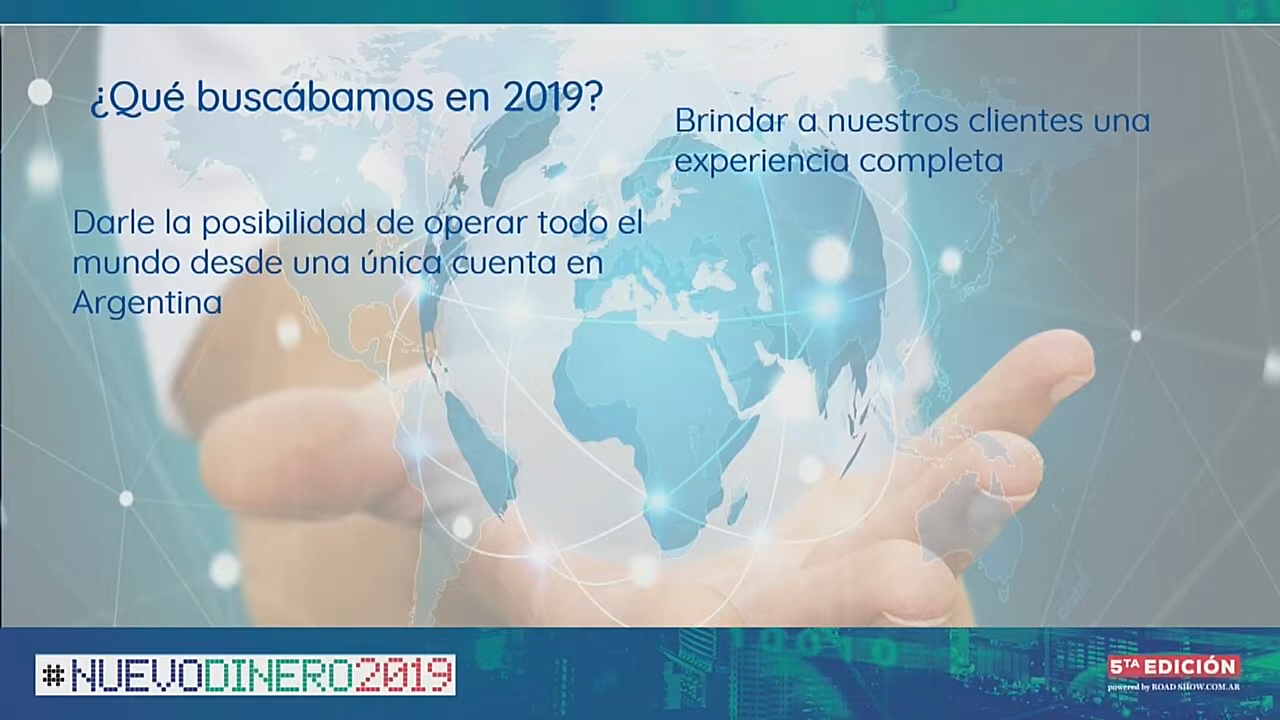 ¿Qué buscábamos en 2019?
Darle la posibilidad de operar todo el
mundo desde una única cuenta en
Argentina
Brindar a nuestros clientes una
experiencia completa
#NUEVODINERO2019
5TA EDICIÓN
powered by ROAD SHOW.COM.AR